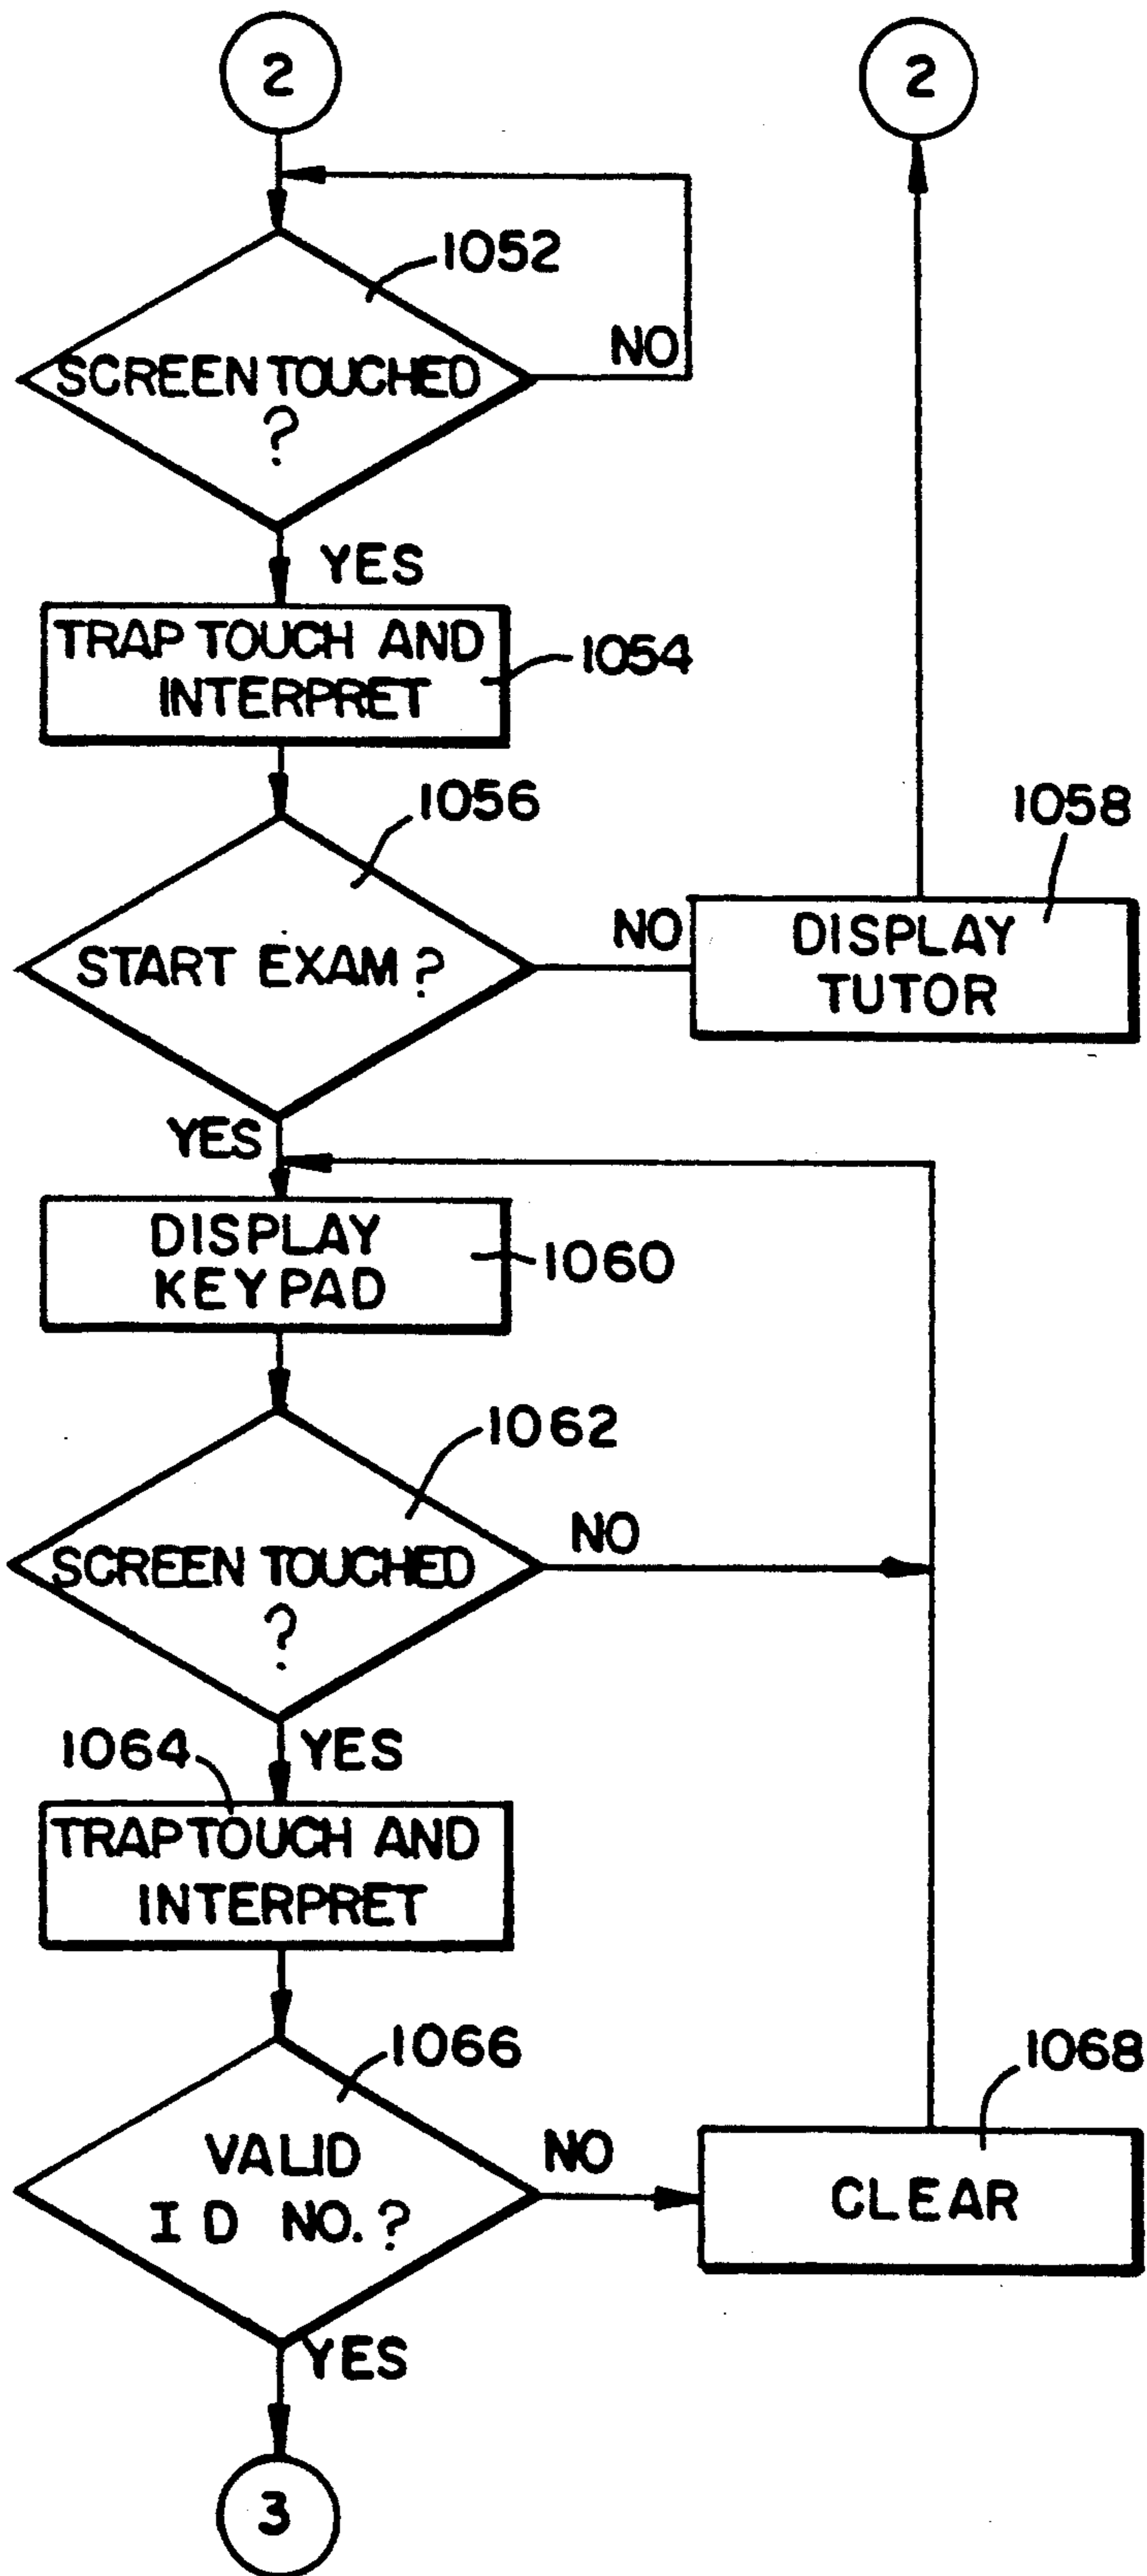 2
2
1052
SCREEN TOUCHED
?
NO
YES
TRAP TOUCH AND
INTERPRET
1054
1056
START EXAM?
NO
1058
DISPLAY
TUTOR
YES
DISPLAY
KEYPAD
1060
1062
SCREEN TOUCHED
?
NO
1064
YES
TRAP TOUCH AND
INTERPRET
1066
VALID
ID NO.?
NO
1068
CLEAR
YES
3